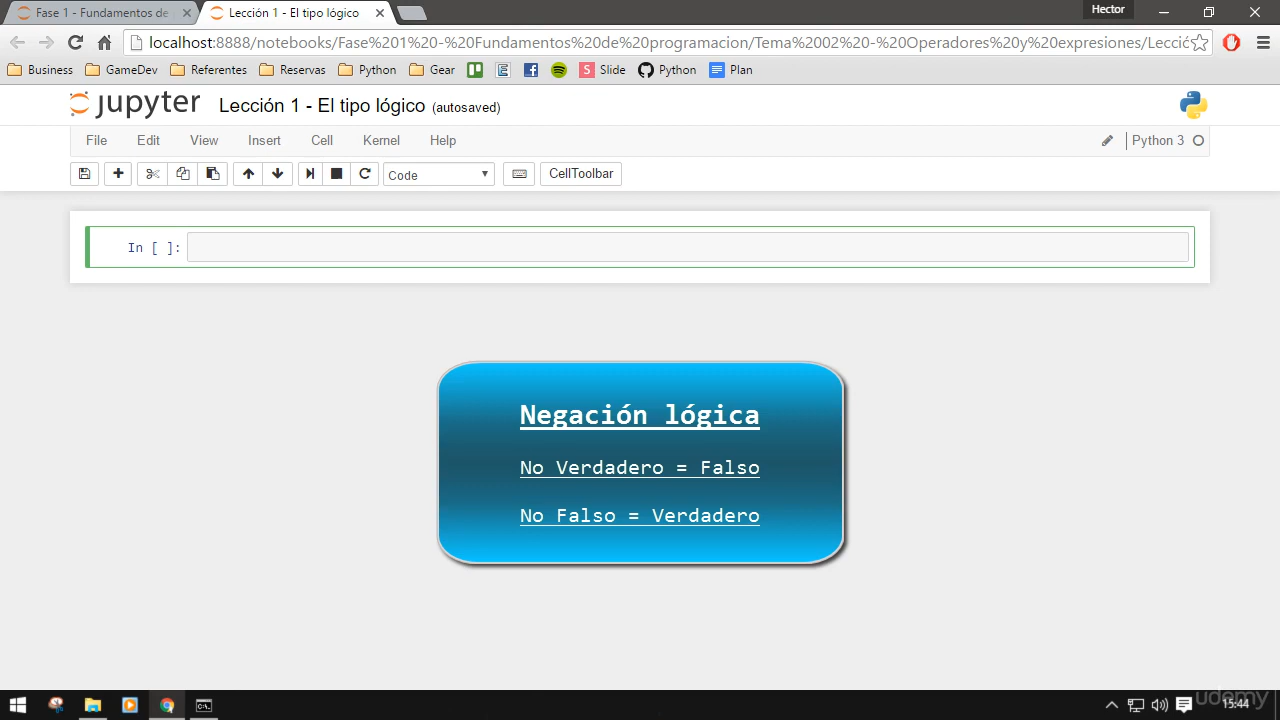 Fase 1 - Fundamentos de
Lección 1 - El tipo lógico
Hector
localhost:8888/notebooks/Fase%201%20-%20Fundamentos%20de%20programacion/Tema%2002%20-%20Operadores%20y%20expresiones/Lecció
Business
GameDev
Referentes
Reservas
Python
Gear
Slide
Python
Plan
jupyter
Lección 1 - El tipo lógico (autosaved)
File
Edit
View
Insert
Cell
Kernel
Help
Python 3
Code
CellToolbar
In [ ]:
Negación lógica
No Verdadero = Falso
No Falso = Verdadero
udemy
15:44